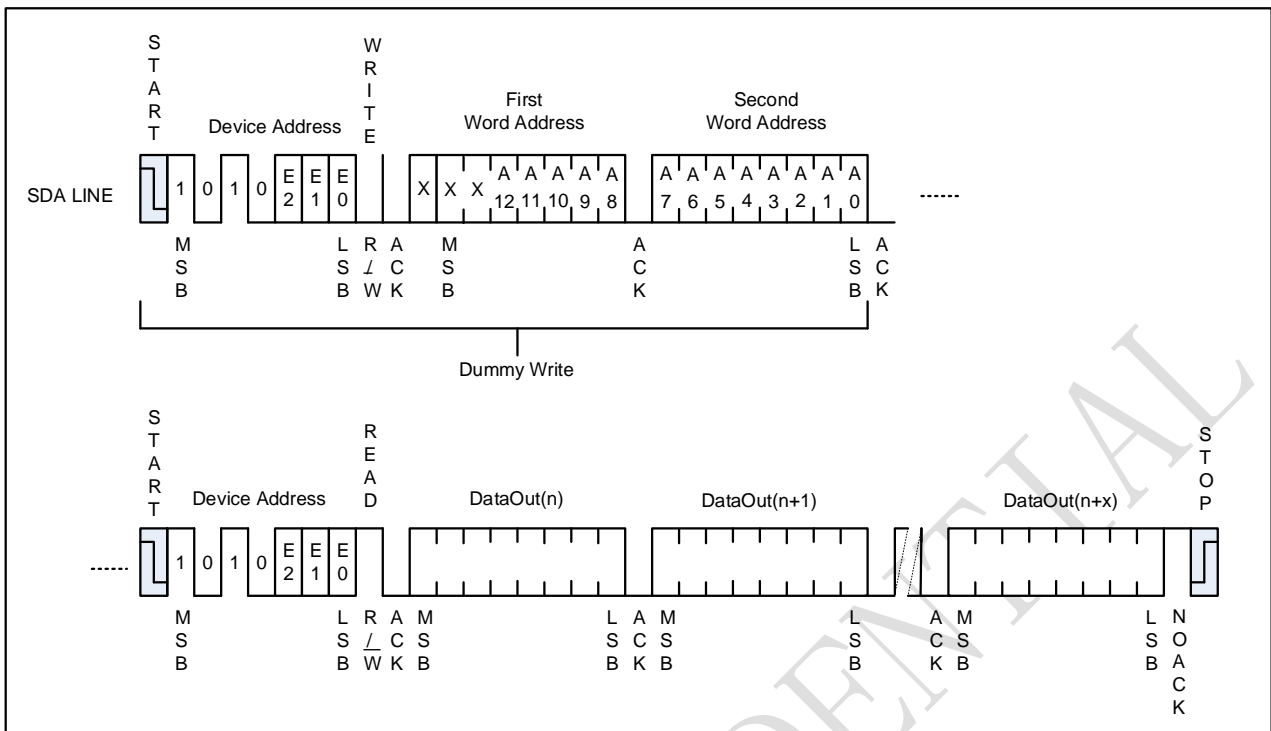 START
WRITE
Device Address
First
Word Address
Second
Word Address
SDA LINE
1 0 1 0 E2 E1 E0 X X X A12 A11 A10 A9 A8 A7 A6 A5 A4 A3 A2 A1 A0 ......
MSB LSB R/W ACK MSB ACK LSB ACK
Dummy Write
START
READ
STOP
Device Address
DataOut(n)
DataOut(n+1)
DataOut(n+x)
...... 1 0 1 0 E2 E1 E0
MSB LSB R/W ACK MSB LSB ACK MSB LSB ACK MSB LSB NOACK